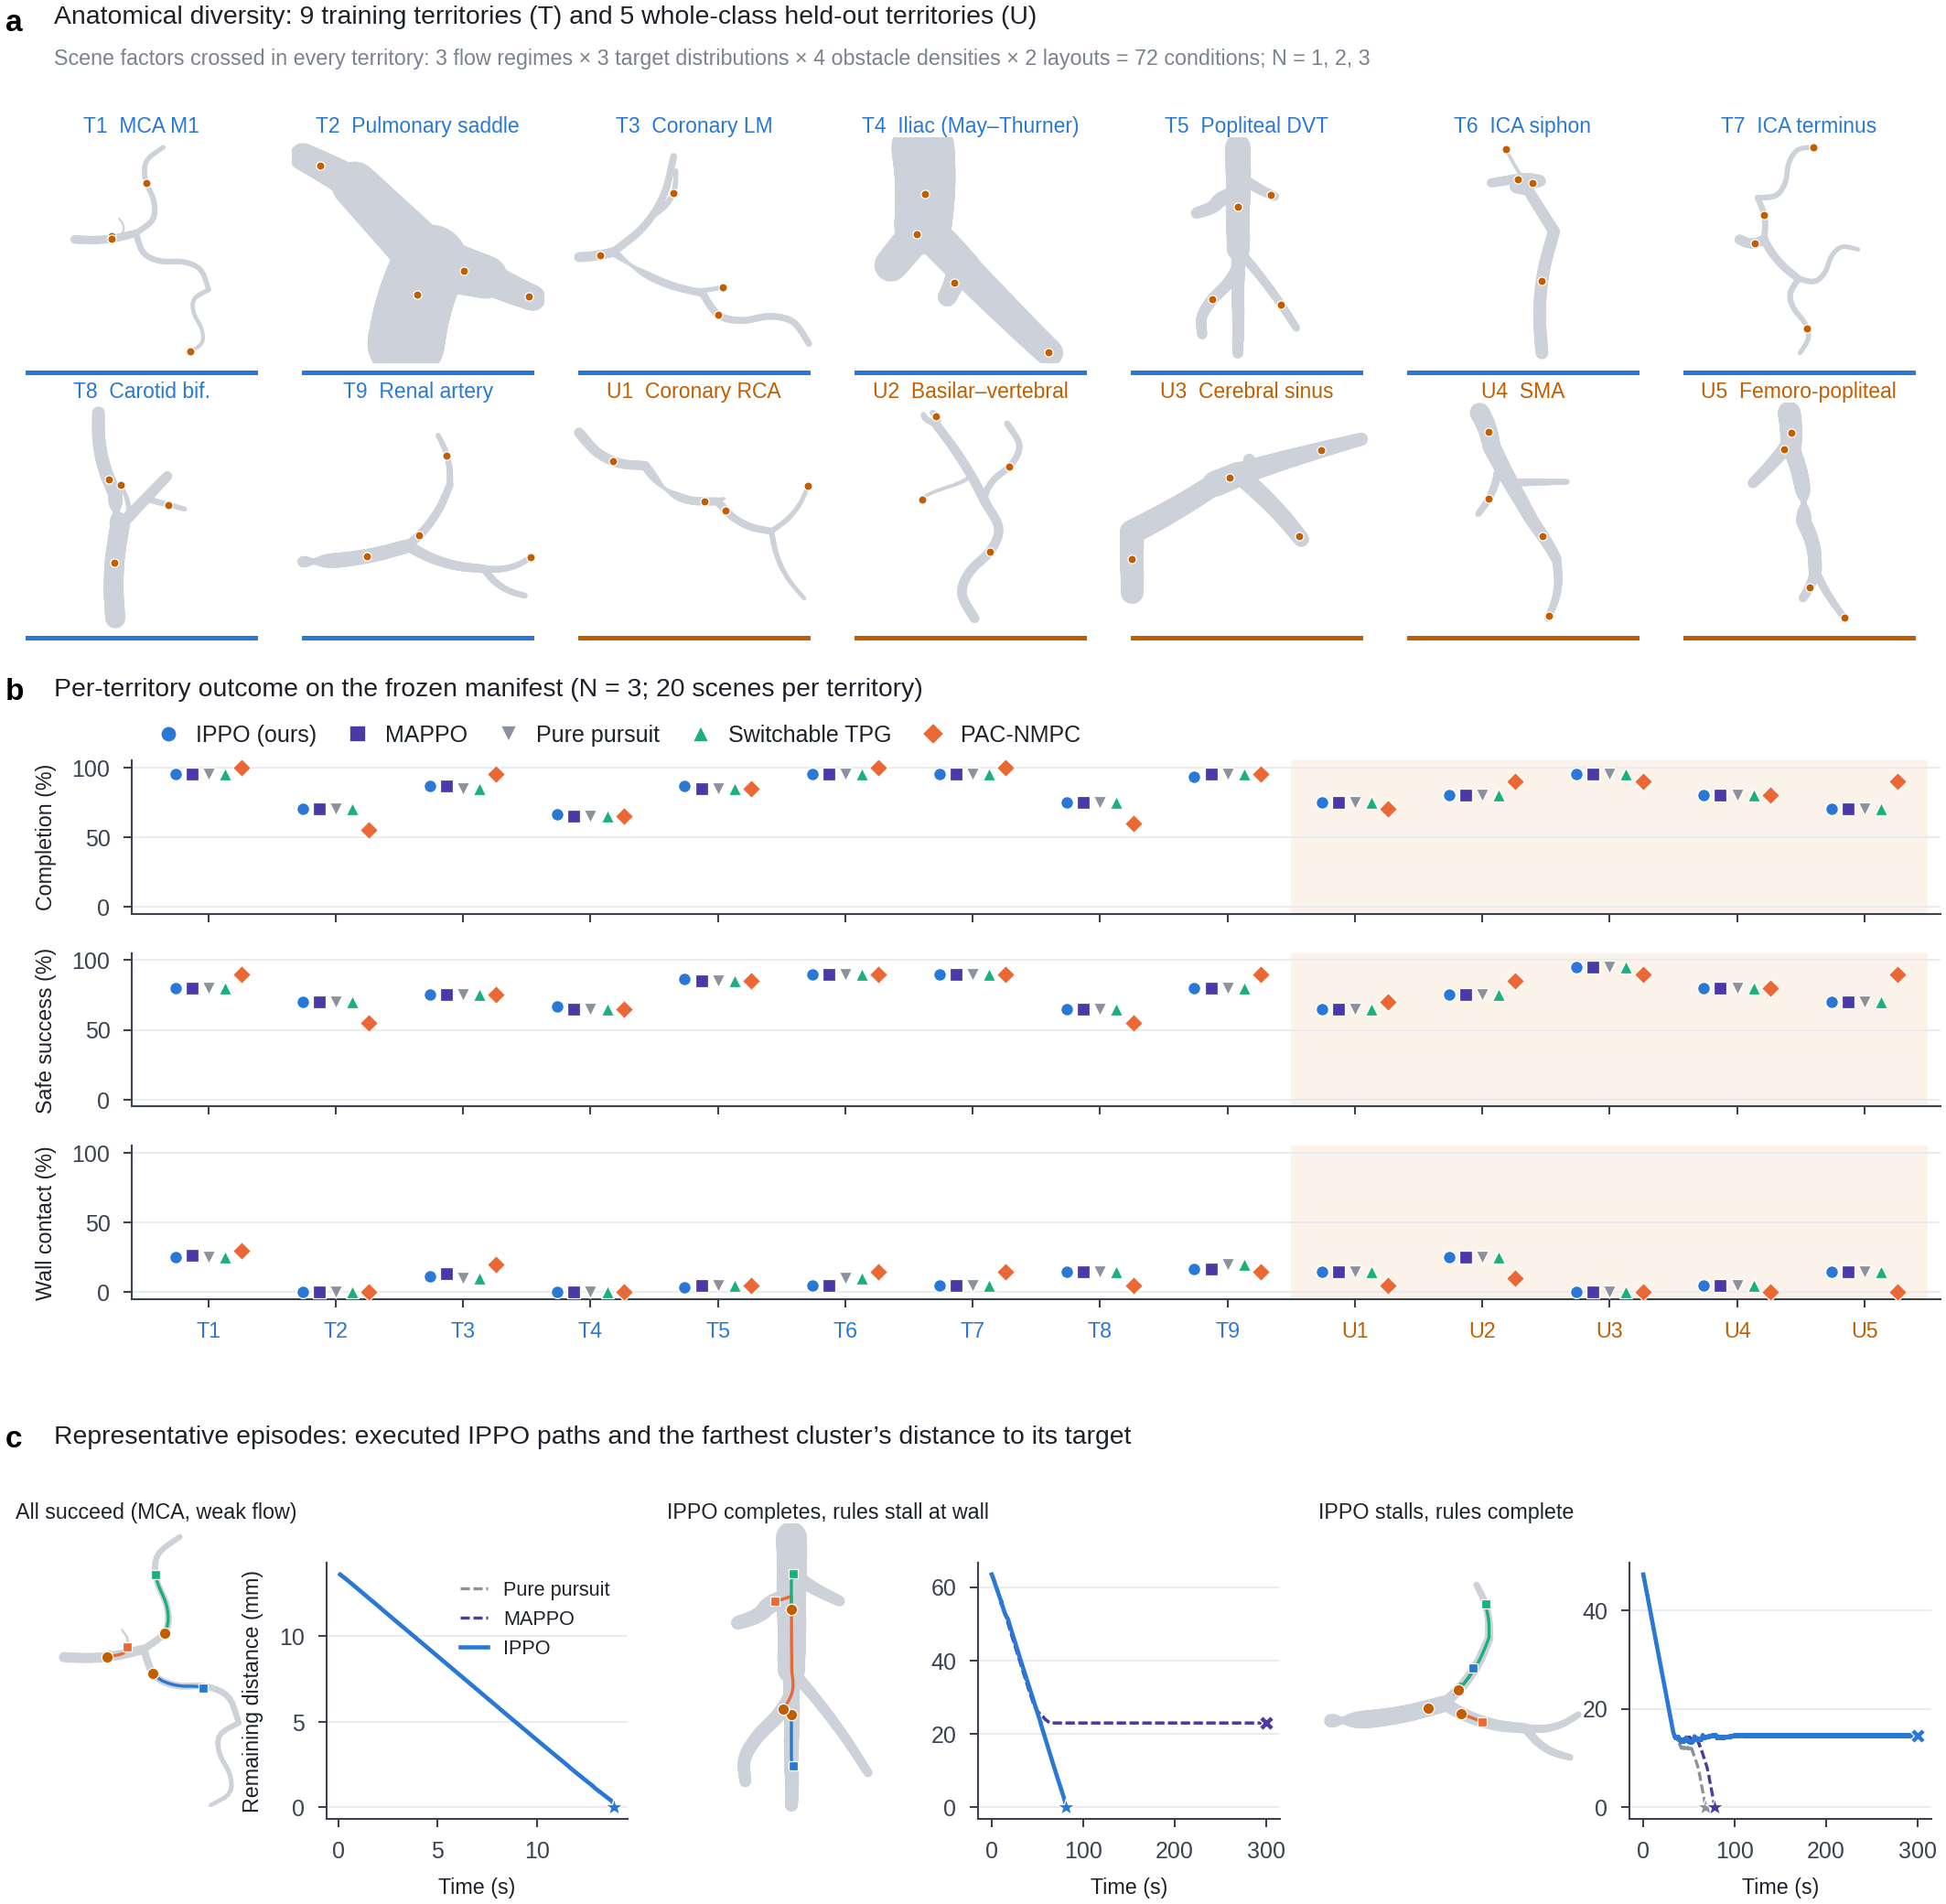 a Anatomical diversity: 9 training territories (T) and 5 whole-class held-out territories (U)
Scene factors crossed in every territory: 3 flow regimes × 3 target distributions × 4 obstacle densities × 2 layouts = 72 conditions; N = 1, 2, 3
T1 MCA M1
T2 Pulmonary saddle
T3 Coronary LM
T4 Iliac (May–Thurner)
T5 Popliteal DVT
T6 ICA siphon
T7 ICA terminus
T8 Carotid bif.
T9 Renal artery
U1 Coronary RCA
U2 Basilar–vertebral
U3 Cerebral sinus
U4 SMA
U5 Femoro-popliteal
b Per-territory outcome on the frozen manifest (N = 3; 20 scenes per territory)
IPPO (ours) MAPPO Pure pursuit Switchable TPG PAC-NMPC
Completion (%)
100
50
0
Safe success (%)
100
50
0
Wall contact (%)
100
50
0
T1 T2 T3 T4 T5 T6 T7 T8 T9 U1 U2 U3 U4 U5
c Representative episodes: executed IPPO paths and the farthest cluster’s distance to its target
All succeed (MCA, weak flow)
Remaining distance (mm)
10
5
0
Pure pursuit
MAPPO
IPPO
0 5 10
Time (s)
IPPO completes, rules stall at wall
60
40
20
0
0 100 200 300
Time (s)
IPPO stalls, rules complete
40
20
0
0 100 200 300
Time (s)